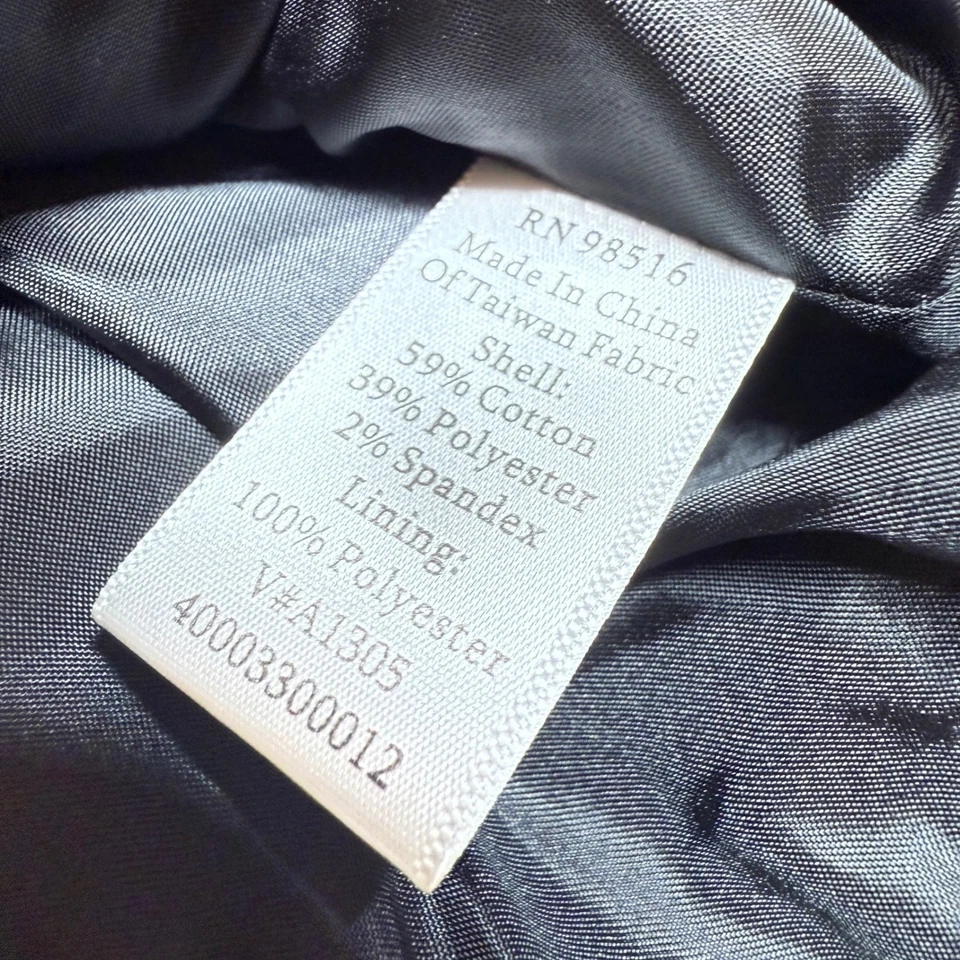 RN 98516
Made In China
Of Taiwan Fabric
Shell:
59% Cotton
39% Polyester
2% Spandex
Lining:
100% Polyester
V#A1305
40003300012